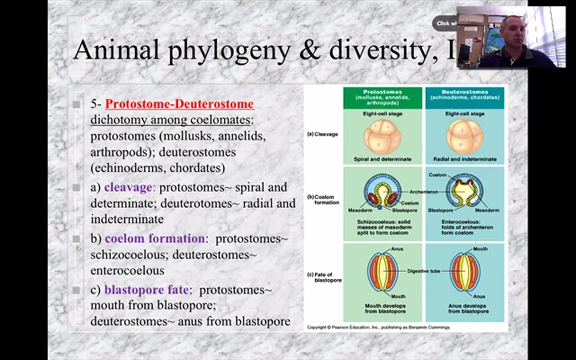 Click
Animal phylogeny & diversity, I
5- Protostome-Deuterostome
dichotomy among coelomates:
protostomes (mollusks, annelids,
arthropods); deuterostomes
(echinoderms, chordates)
a) cleavage: protostomes~ spiral and
determinate; deuterotomes~ radial and
indeterminate
b) coelom formation: protostomes~
schizocoelous; deuterostomes~
enterocoelous
c) blastopore fate: protostomes~
mouth from blastopore;
deuterostomes~ anus from blastopore
Protostomes
(mollusks, annelids,
arthropods)
Deuterostomes
(echinoderms, chordates)
(a) Cleavage
Eight-cell stage
Spiral and determinate
Eight-cell stage
Radial and indeterminate
(b) Coelom
formation
Archenteron
Coelom
Mesoderm
Blastopore
Schizocoelous: solid
masses of mesoderm
split to form coelom
Coelom
Blastopore
Mesoderm
Enterocoelous:
folds of archenteron
form coelom
(c) Fate of
blastopore
Anus
Digestive tube
Mouth
Mouth develops
from blastopore
Mouth
Anus
Anus develops
from blastopore
Copyright © Pearson Education, Inc., publishing as Benjamin Cummings.